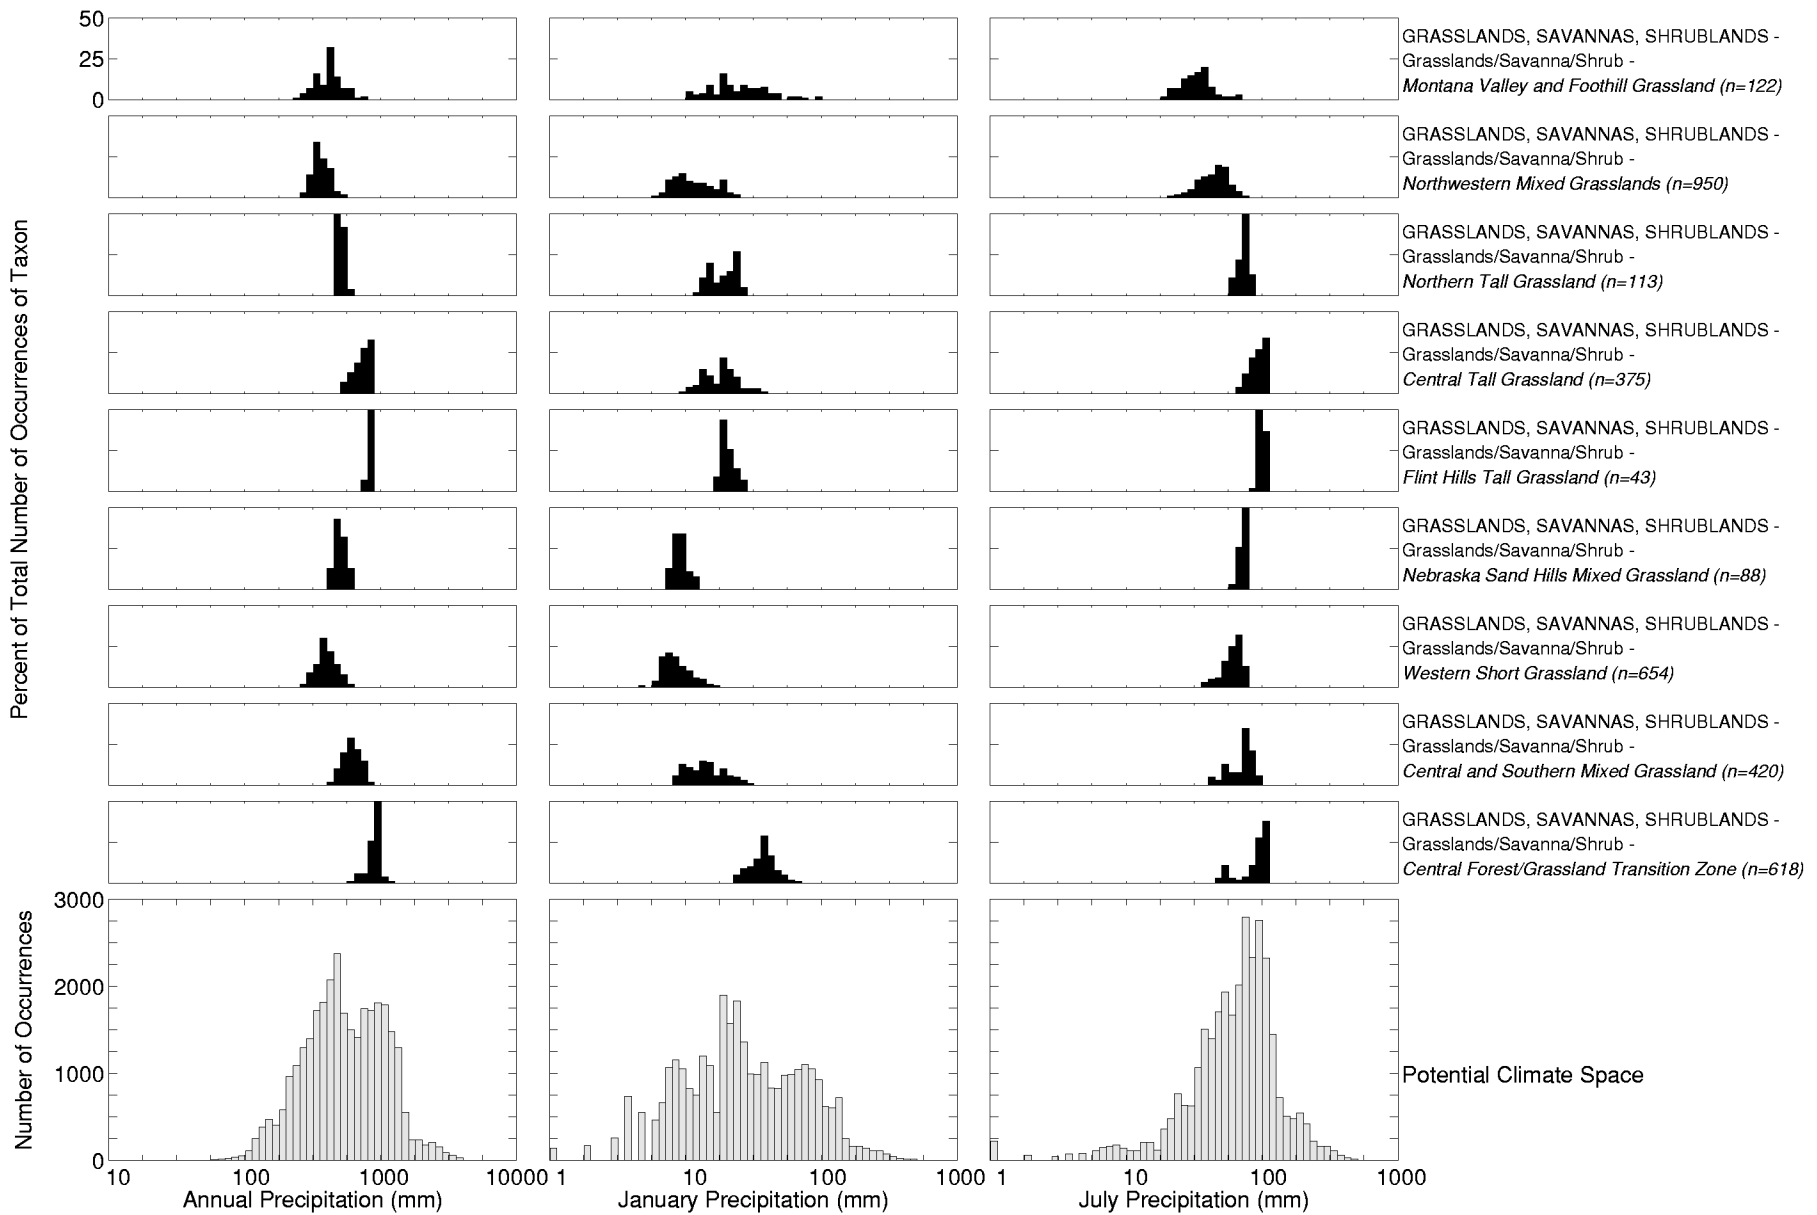 50
25
0
GRASSLANDS, SAVANNAS, SHRUBLANDS -
Grasslands/Savanna/Shrub -
Montana Valley and Foothill Grassland (n=122)
GRASSLANDS, SAVANNAS, SHRUBLANDS -
Grasslands/Savanna/Shrub -
Northwestern Mixed Grasslands (n=950)
GRASSLANDS, SAVANNAS, SHRUBLANDS -
Grasslands/Savanna/Shrub -
Northern Tall Grassland (n=113)
GRASSLANDS, SAVANNAS, SHRUBLANDS -
Grasslands/Savanna/Shrub -
Central Tall Grassland (n=375)
GRASSLANDS, SAVANNAS, SHRUBLANDS -
Grasslands/Savanna/Shrub -
Flint Hills Tall Grassland (n=43)
GRASSLANDS, SAVANNAS, SHRUBLANDS -
Grasslands/Savanna/Shrub -
Nebraska Sand Hills Mixed Grassland (n=88)
GRASSLANDS, SAVANNAS, SHRUBLANDS -
Grasslands/Savanna/Shrub -
Western Short Grassland (n=654)
GRASSLANDS, SAVANNAS, SHRUBLANDS -
Grasslands/Savanna/Shrub -
Central and Southern Mixed Grassland (n=420)
GRASSLANDS, SAVANNAS, SHRUBLANDS -
Grasslands/Savanna/Shrub -
Central Forest/Grassland Transition Zone (n=618)
Percent of Total Number of Occurrences of Taxon
Number of Occurrences
3000
2000
1000
0
Potential Climate Space
10 100 1000 10000
Annual Precipitation (mm)
1 10 100 1000
January Precipitation (mm)
1 10 100 1000
July Precipitation (mm)